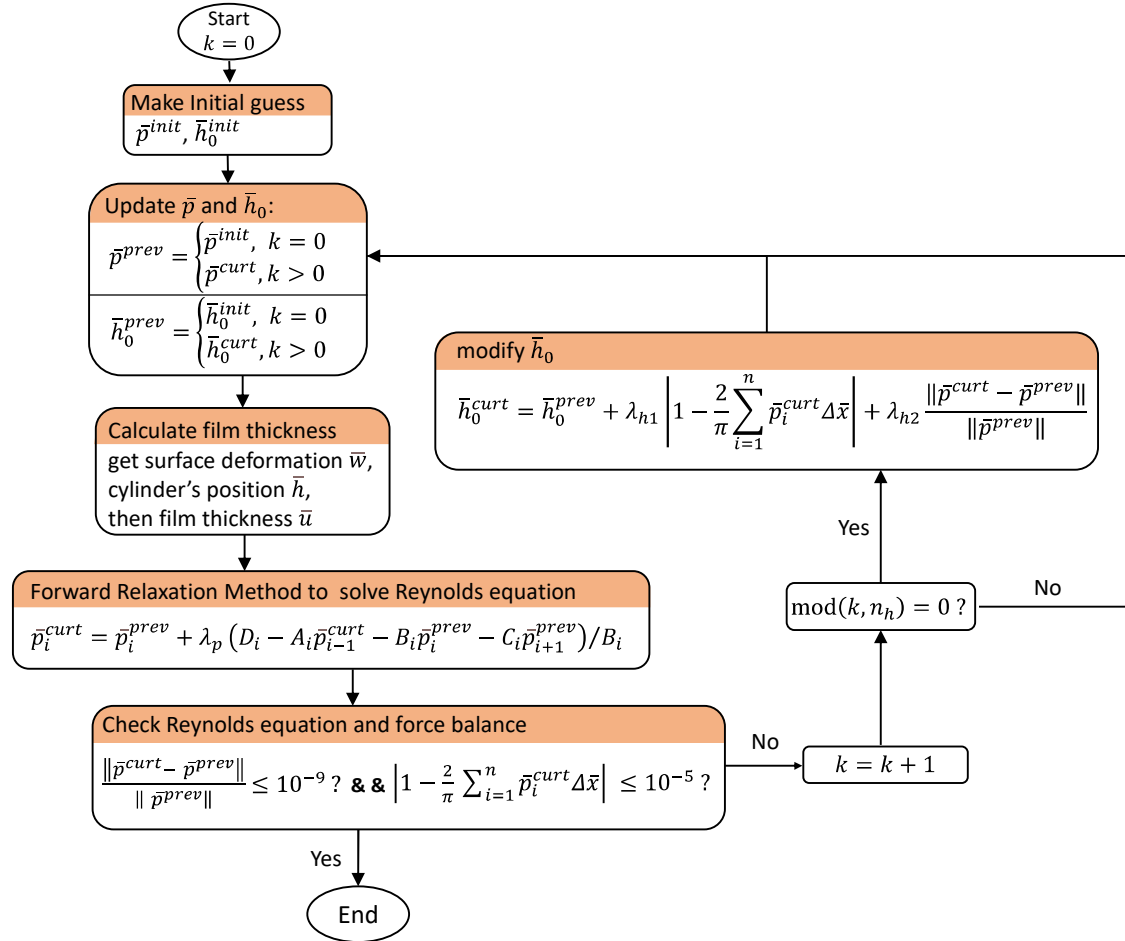 Start
k = 0
Make Initial guess
p̄^{init}, h̄_0^{init}
Update p̄ and h̄_0:
p̄^{prev} = { p̄^{init}, k = 0
p̄^{curt}, k > 0
h̄_0^{prev} = { h̄_0^{init}, k = 0
h̄_0^{curt}, k > 0
Calculate film thickness
get surface deformation w̄,
cylinder's position h̄,
then film thickness ū
Forward Relaxation Method to solve Reynolds equation
p̄_i^{curt} = p̄_i^{prev} + λ_p (D_i − A_i p̄_{i−1}^{curt} − B_i p̄_i^{prev} − C_i p̄_{i+1}^{prev})/B_i
Check Reynolds equation and force balance
‖p̄^{curt} − p̄^{prev}‖ / ‖p̄^{prev}‖ ≤ 10^{−9} ? && |1 − 2/π ∑_{i=1}^{n} p̄_i^{curt} Δx̄| ≤ 10^{−5} ?
Yes
End
No
k = k + 1
mod(k, n_h) = 0 ?
No
Yes
modify h̄_0
h̄_0^{curt} = h̄_0^{prev} + λ_{h1} |1 − 2/π ∑_{i=1}^{n} p̄_i^{curt} Δx̄| + λ_{h2} ‖p̄^{curt} − p̄^{prev}‖ / ‖p̄^{prev}‖